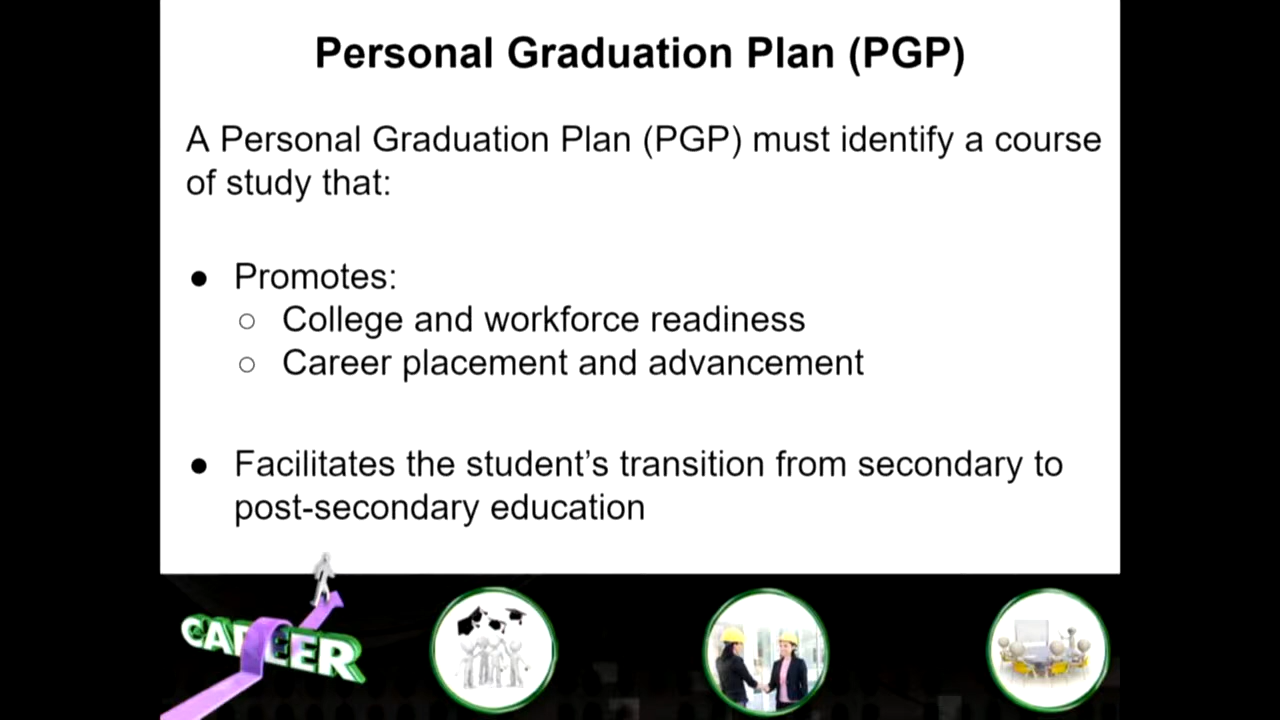 Personal Graduation Plan (PGP)
A Personal Graduation Plan (PGP) must identify a course
of study that:
● Promotes:
○ College and workforce readiness
○ Career placement and advancement
● Facilitates the student’s transition from secondary to
post-secondary education
CAREER